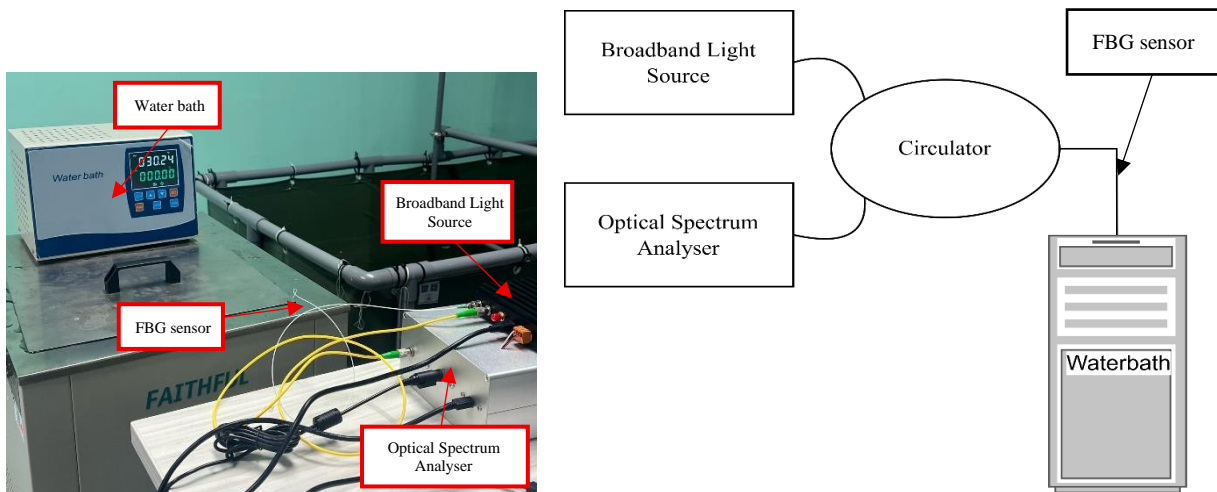 Water bath
Water bath
030.24
000.00
Broadband Light
Source
FBG sensor
FAITHFUL
Optical Spectrum
Analyser
Broadband Light
Source
FBG sensor
Circulator
Optical Spectrum
Analyser
Waterbath